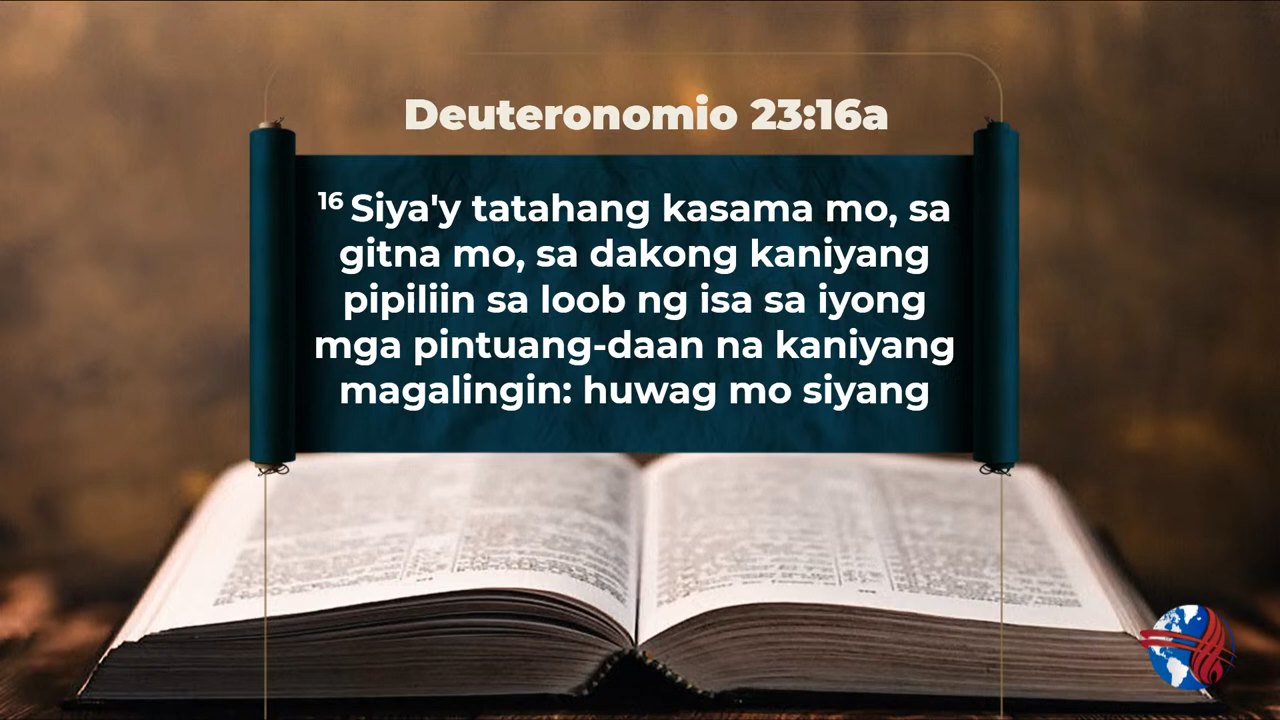 Deuteronomio 23:16a
16 Siya'y tatahang kasama mo, sa
gitna mo, sa dakong kaniyang
pipiliin sa loob ng isa sa iyong
mga pintuang-daan na kaniyang
magalingin: huwag mo siyang